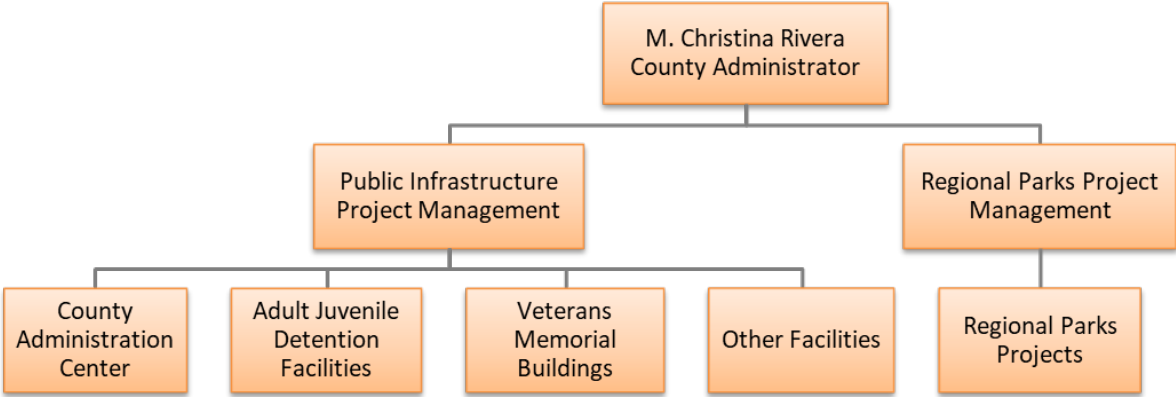 M. Christina Rivera
County Administrator
Public Infrastructure
Project Management
Regional Parks Project
Management
County
Administration
Center
Adult Juvenile
Detention
Facilities
Veterans
Memorial
Buildings
Other Facilities
Regional Parks
Projects